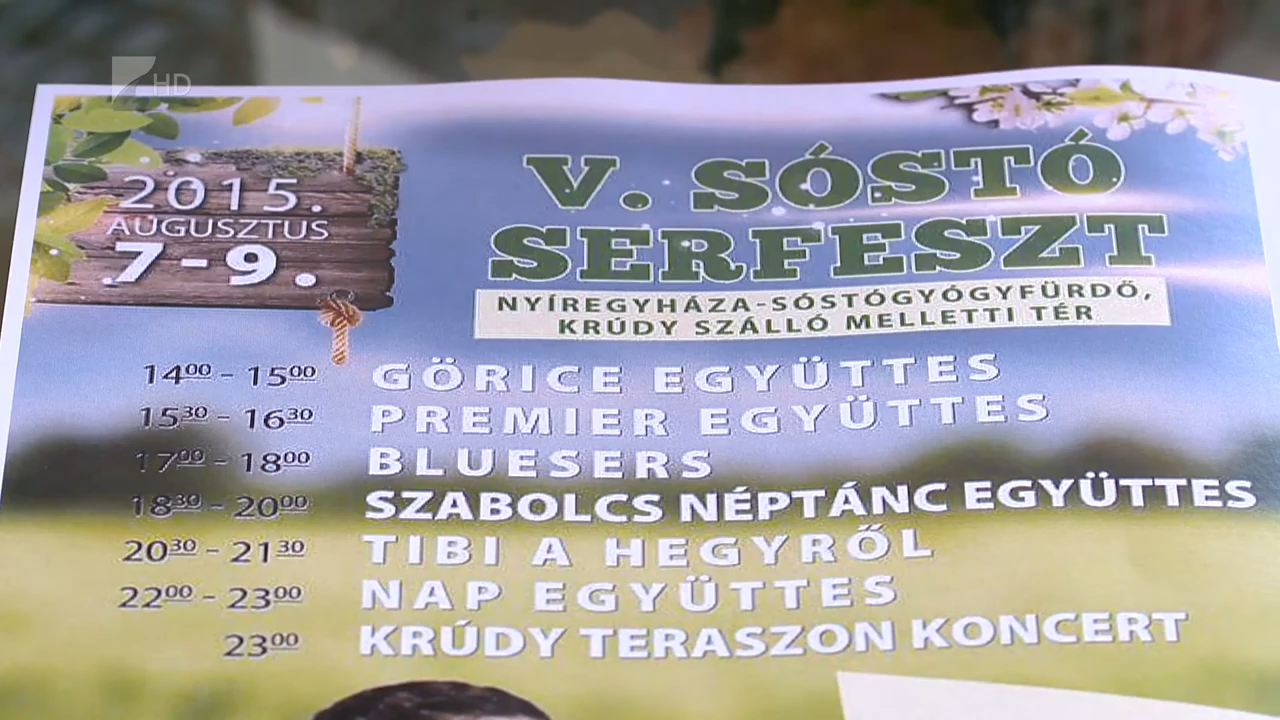 HD
2015.
AUGUSZTUS
7-9.
V. SÓSTÓ
SERFESZT
NYÍREGYHÁZA-SÓSTÓGYÓGYFÜRDŐ,
KRÚDY SZÁLLÓ MELLETTI TÉR
1400 - 1500 GÖRICE EGYÜTTES
1530 - 1630 PREMIER EGYÜTTES
1700 - 1800 BLUESERS
1830 - 2000 SZABOLCS NÉPTÁNC EGYÜTTES
2030 - 2130 TIBI A HEGYRŐL
2200 - 2300 NAP EGYÜTTES
2300 KRÚDY TERASZON KONCERT